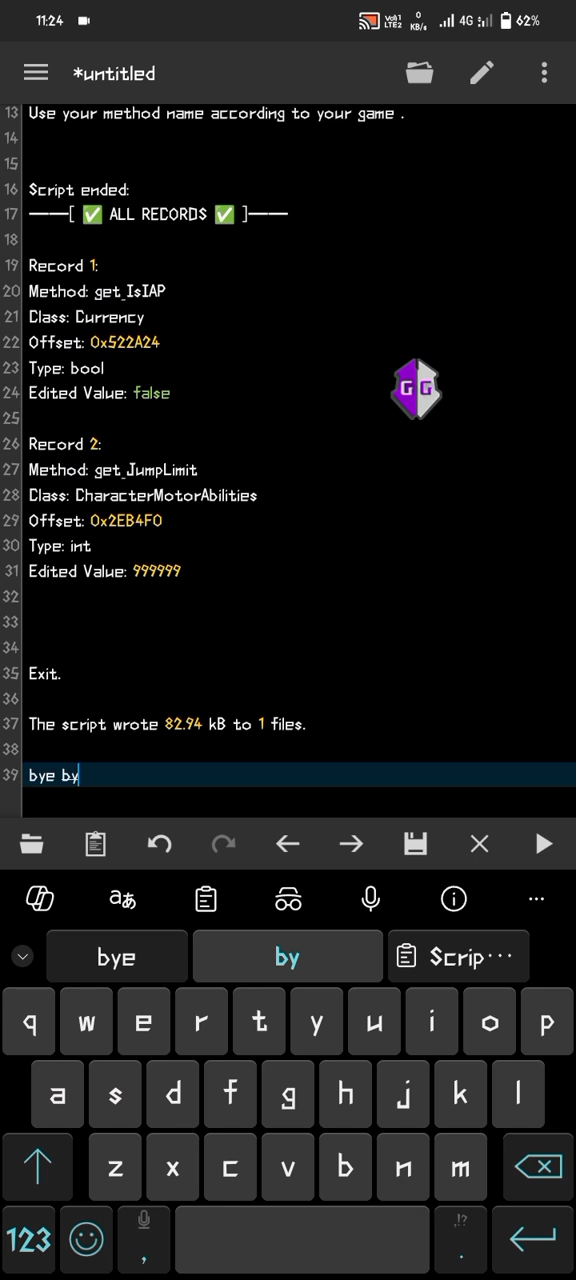 11:24
Vo1
LTE2
0
KB/s
4G
62%
*untitled
13 Use your method name according to your game .
14
15
16 Script ended:
17 ━━━[ ✅ ALL RECORDS ✅ ]━━━
18
19 Record 1:
20 Method: get_IsIAP
21 Class: Currency
22 Offset: 0x522A24
23 Type: bool
24 Edited Value: false
25
26 Record 2:
27 Method: get_JumpLimit
28 Class: CharacterMotorAbilities
29 Offset: 0x2EB4F0
30 Type: int
31 Edited Value: 999999
32
33
34
35 Exit.
36
37 The script wrote 82.94 kB to 1 files.
38
39 bye by
GG
aあ
bye
by
Scrip···
q w e r t y u i o p
a s d f g h j k l
z x c v b n m
123
,
!?
.